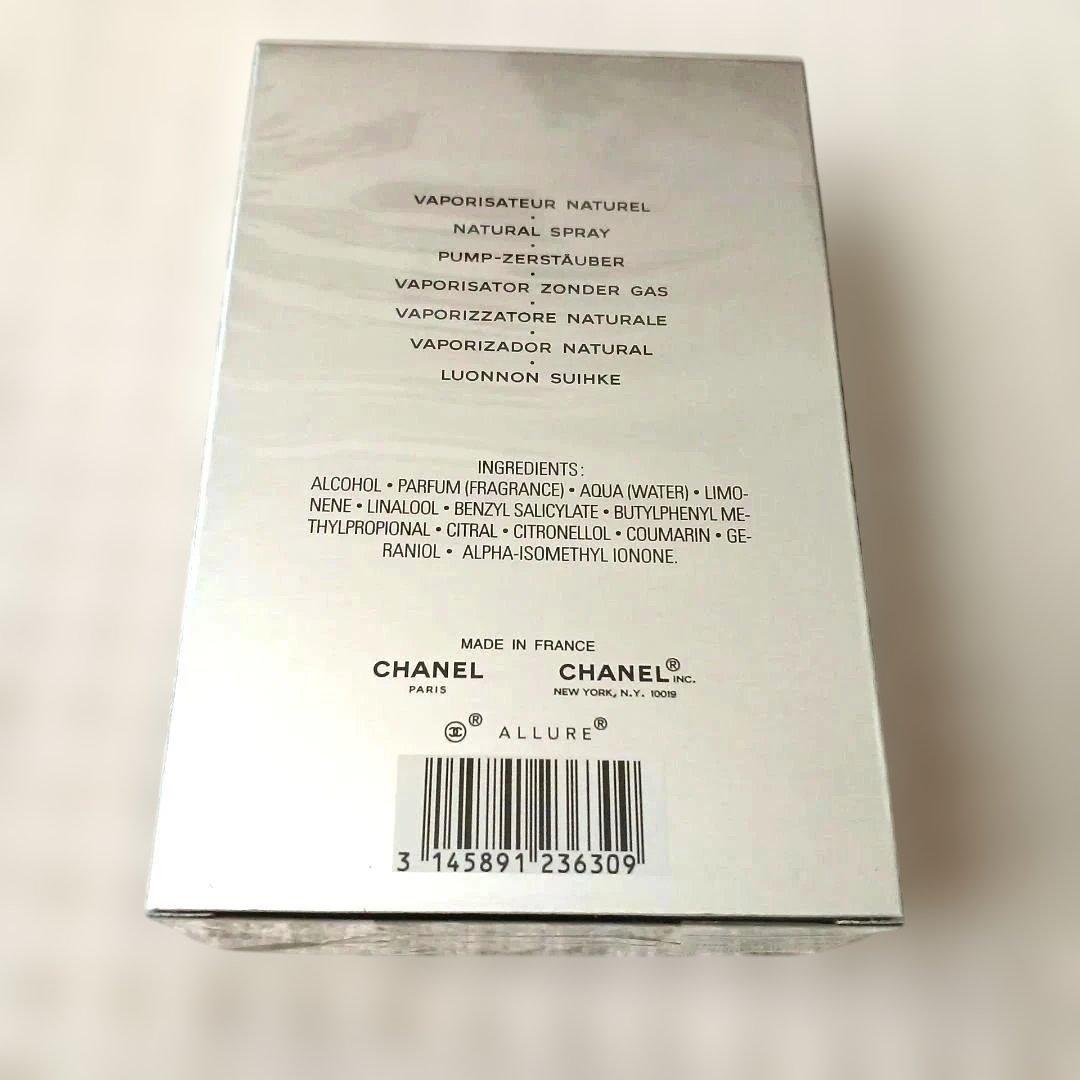 VAPORISATEUR NATUREL
•
NATURAL SPRAY
•
PUMP-ZERSTÄUBER
•
VAPORISATOR ZONDER GAS
•
VAPORIZZATORE NATURALE
•
VAPORIZADOR NATURAL
•
LUONNON SUIHKE
INGREDIENTS:
ALCOHOL • PARFUM (FRAGRANCE) • AQUA (WATER) • LIMO-
NENE • LINALOOL • BENZYL SALICYLATE • BUTYLPHENYL ME-
THYLPROPIONAL • CITRAL • CITRONELLOL • COUMARIN • GE-
RANIOL • ALPHA-ISOMETHYL IONONE.
MADE IN FRANCE
CHANEL
PARIS
CHANEL® INC.
NEW YORK, N.Y. 10019
® ALLURE®
3 145891 236309